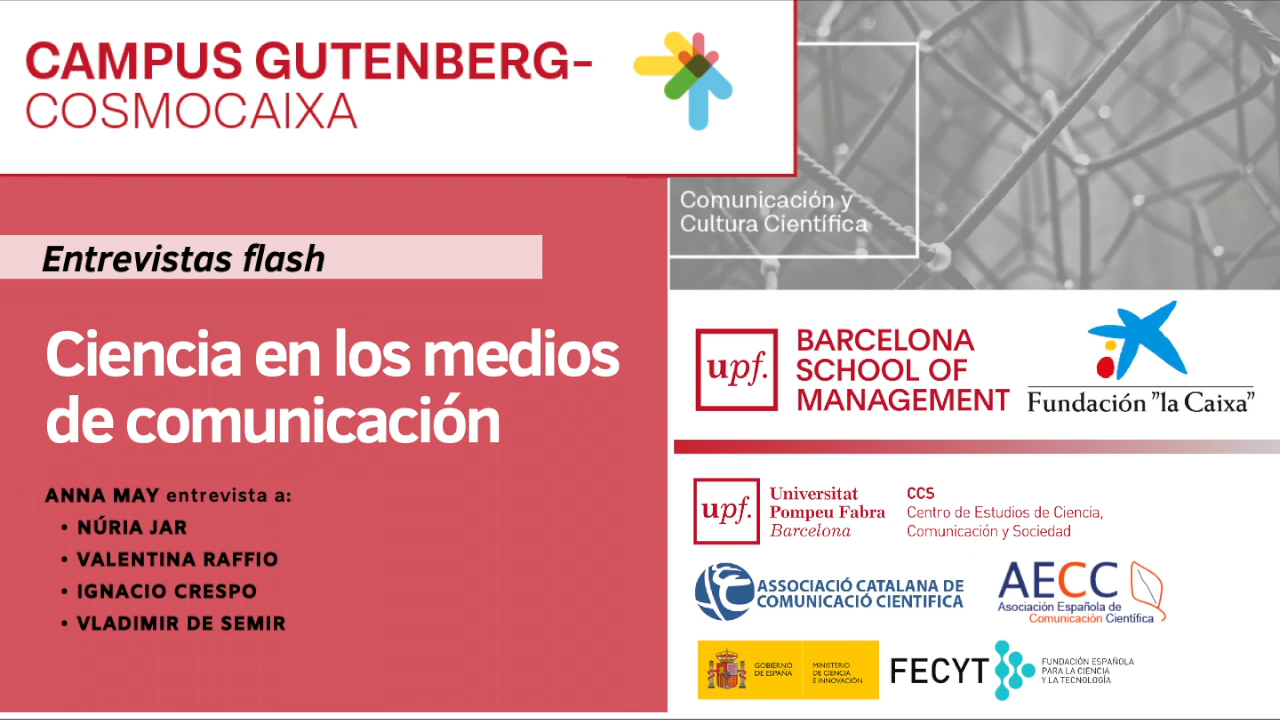 CAMPUS GUTENBERG-
COSMOCAIXA
Comunicación y
Cultura Científica
Entrevistas flash
Ciencia en los medios
de comunicación
ANNA MAY entrevista a:
• NÚRIA JAR
• VALENTINA RAFFIO
• IGNACIO CRESPO
• VLADIMIR DE SEMIR
upf.
BARCELONA
SCHOOL OF
MANAGEMENT
Fundación "la Caixa"
upf.
Universitat
Pompeu Fabra
Barcelona
CCS
Centro de Estudios de Ciencia,
Comunicación y Sociedad
ASSOCIACIÓ CATALANA DE
COMUNICACIÓ CIENTIFICA
AECC
Asociación Española de
Comunicación Científica
GOBIERNO
DE ESPAÑA
MINISTERIO
DE CIENCIA
E INNOVACIÓN
FECYT
FUNDACIÓN ESPAÑOLA
PARA LA CIENCIA
Y LA TECNOLOGÍA